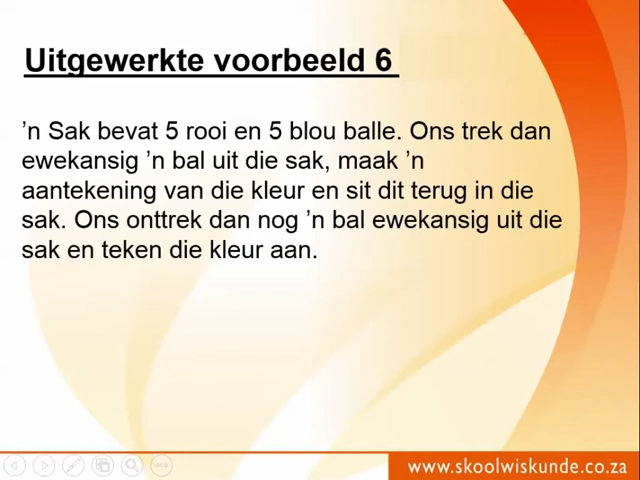 Uitgewerkte voorbeeld 6
’n Sak bevat 5 rooi en 5 blou balle. Ons trek dan
ewekansig ’n bal uit die sak, maak ’n
aantekening van die kleur en sit dit terug in die
sak. Ons onttrek dan nog ’n bal ewekansig uit die
sak en teken die kleur aan.
www.skoolwiskunde.co.za